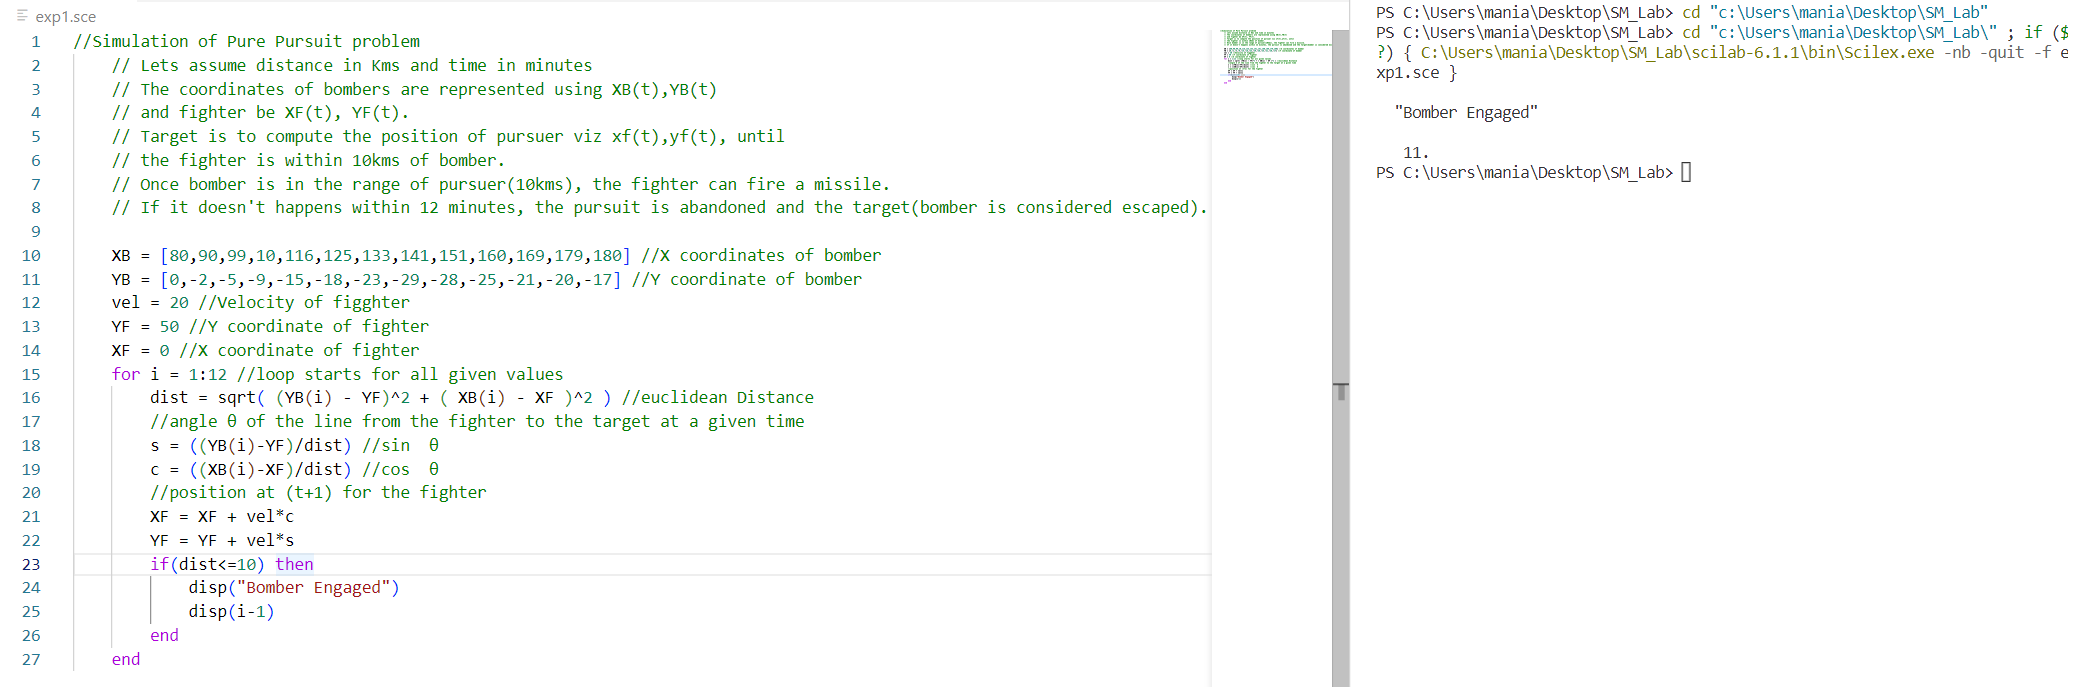 exp1.sce
1 //Simulation of Pure Pursuit problem
2 // Lets assume distance in Kms and time in minutes
3 // The coordinates of bombers are represented using XB(t),YB(t)
4 // and fighter be XF(t), YF(t).
5 // Target is to compute the position of pursuer viz xf(t),yf(t), until
6 // the fighter is within 10kms of bomber.
7 // Once bomber is in the range of pursuer(10kms), the fighter can fire a missile.
8 // If it doesn't happens within 12 minutes, the pursuit is abandoned and the target(bomber is considered escaped).
9
10 XB = [80,90,99,10,116,125,133,141,151,160,169,179,180] //X coordinates of bomber
11 YB = [0,-2,-5,-9,-15,-18,-23,-29,-28,-25,-21,-20,-17] //Y coordinate of bomber
12 vel = 20 //Velocity of figghter
13 YF = 50 //Y coordinate of fighter
14 XF = 0 //X coordinate of fighter
15 for i = 1:12 //loop starts for all given values
16 dist = sqrt( (YB(i) - YF)^2 + ( XB(i) - XF )^2 ) //euclidean Distance
17 //angle θ of the line from the fighter to the target at a given time
18 s = ((YB(i)-YF)/dist) //sin  θ
19 c = ((XB(i)-XF)/dist) //cos  θ
20 //position at (t+1) for the fighter
21 XF = XF + vel*c
22 YF = YF + vel*s
23 if(dist<=10) then
24 disp("Bomber Engaged")
25 disp(i-1)
26 end
27 end
PS C:\Users\mania\Desktop\SM_Lab> cd "c:\Users\mania\Desktop\SM_Lab"
PS C:\Users\mania\Desktop\SM_Lab> cd "c:\Users\mania\Desktop\SM_Lab\" ; if ($
?) { C:\Users\mania\Desktop\SM_Lab\scilab-6.1.1\bin\Scilex.exe -nb -quit -f e
xp1.sce }
"Bomber Engaged"
11.
PS C:\Users\mania\Desktop\SM_Lab>